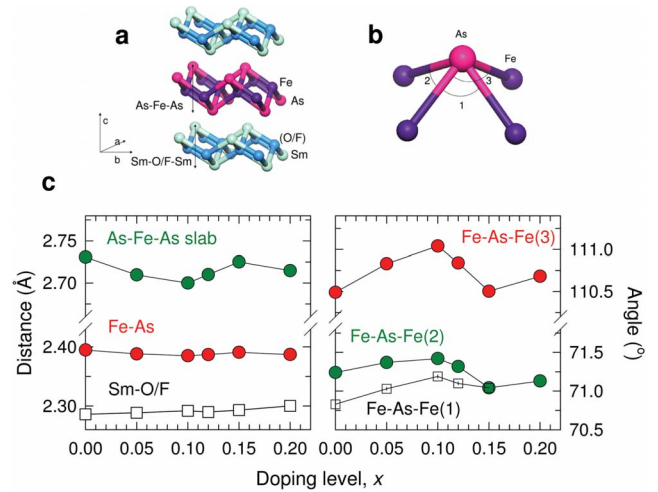 a
Fe
As-Fe-As
As
c
a
b
(O/F)
Sm-O/F-Sm
Sm
b
As
Fe
2
3
1
c
As-Fe-As slab
Fe-As
Sm-O/F
Distance (Å)
2.75
2.70
2.40
2.30
0.00 0.05 0.10 0.15 0.20
Fe-As-Fe(3)
Fe-As-Fe(2)
Fe-As-Fe(1)
111.0
110.5
71.5
71.0
70.5
Angle (°)
0.00 0.05 0.10 0.15 0.20
Doping level, x